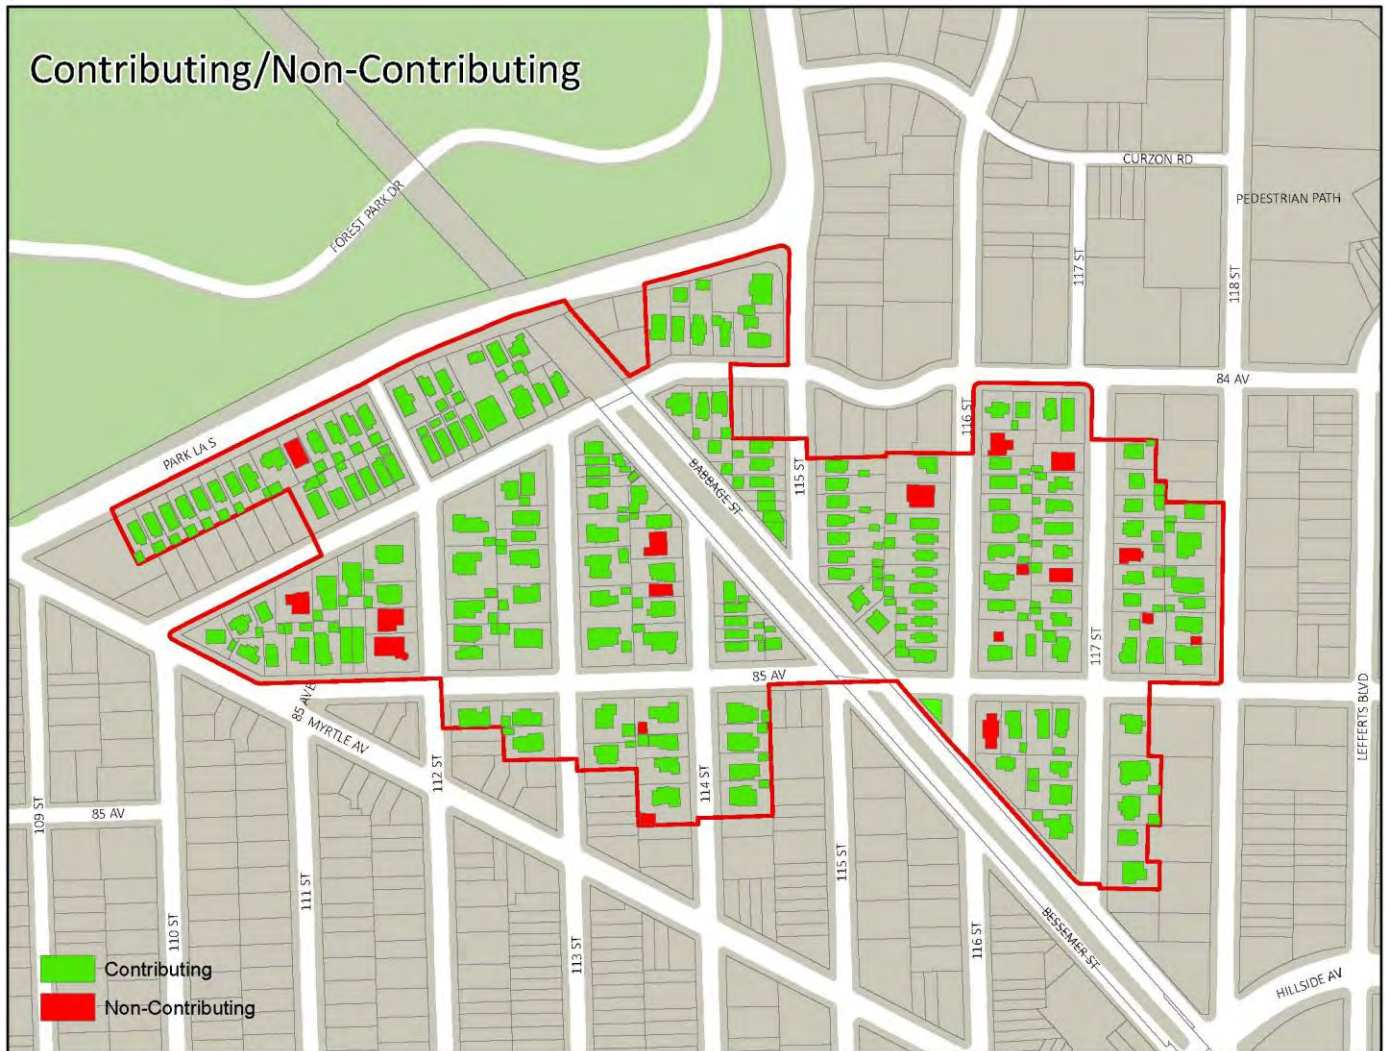 Contributing/Non-Contributing
CURZON RD
PEDESTRIAN PATH
FOREST PARK DR
117 ST
118 ST
84 AV
116 ST
PARK LA S
115 ST
BABBAGE ST
117 ST
85 AV
85 AVE
MYRTLE AV
LEFFERTS BLVD
112 ST
114 ST
109 ST
85 AV
115 ST
111 ST
110 ST
113 ST
116 ST
BESSEMER ST
HILLSIDE AV
Contributing
Non-Contributing